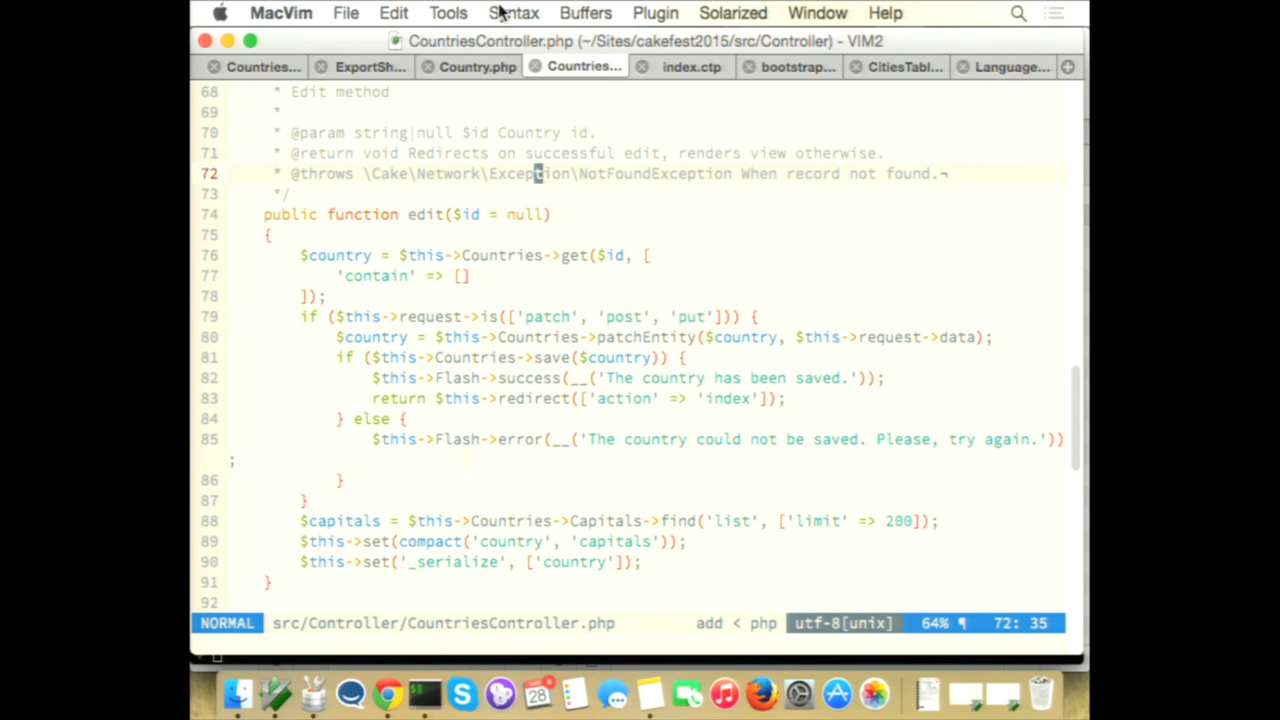 MacVim File Edit Tools Syntax Buffers Plugin Solarized Window Help
CountriesController.php (~/Sites/cakefest2015/src/Controller) - VIM2
Countries... ExportSh... Country.php Countries... index.ctp bootstrap... CitiesTabl... Language...
68 * Edit method
69 *
70 * @param string|null $id Country id.
71 * @return void Redirects on successful edit, renders view otherwise.
72 * @throws \Cake\Network\Exception\NotFoundException When record not found.¬
73 */
74 public function edit($id = null)
75 {
76 $country = $this->Countries->get($id, [
77 'contain' => []
78 ]);
79 if ($this->request->is(['patch', 'post', 'put'])) {
80 $country = $this->Countries->patchEntity($country, $this->request->data);
81 if ($this->Countries->save($country)) {
82 $this->Flash->success(__('The country has been saved.'));
83 return $this->redirect(['action' => 'index']);
84 } else {
85 $this->Flash->error(__('The country could not be saved. Please, try again.'))
;
86 }
87 }
88 $capitals = $this->Countries->Capitals->find('list', ['limit' => 200]);
89 $this->set(compact('country', 'capitals'));
90 $this->set('_serialize', ['country']);
91 }
92
NORMAL src/Controller/CountriesController.php add < php utf-8[unix] 64% ¶ 72: 35
28